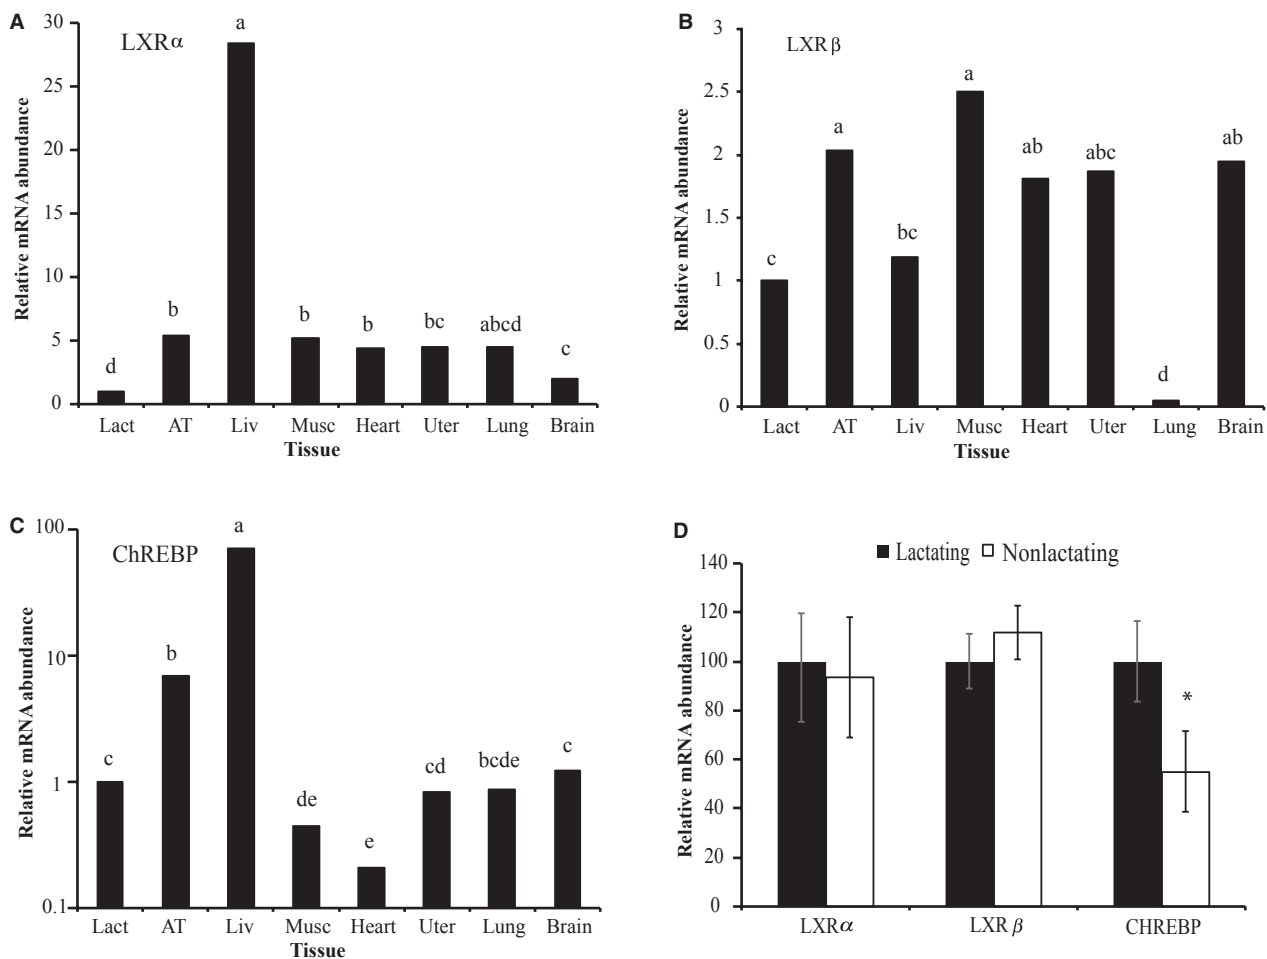 A
LXRα
Relative mRNA abundance
30
25
20
15
10
5
0
d
b
a
b
b
bc
abcd
c
Lact AT Liv Musc Heart Uter Lung Brain
Tissue
B
LXR β
Relative mRNA abundance
3
2.5
2
1.5
1
0.5
0
c
a
bc
a
ab
abc
d
ab
Lact AT Liv Musc Heart Uter Lung Brain
Tissue
C
ChREBP
Relative mRNA abundance
100
10
1
0.1
c
b
a
de
e
cd
bcde
c
Lact AT Liv Musc Heart Uter Lung Brain
Tissue
D
Lactating Nonlactating
Relative mRNA abundance
140
120
100
80
60
40
20
0
*
LXRα LXR β CHREBP